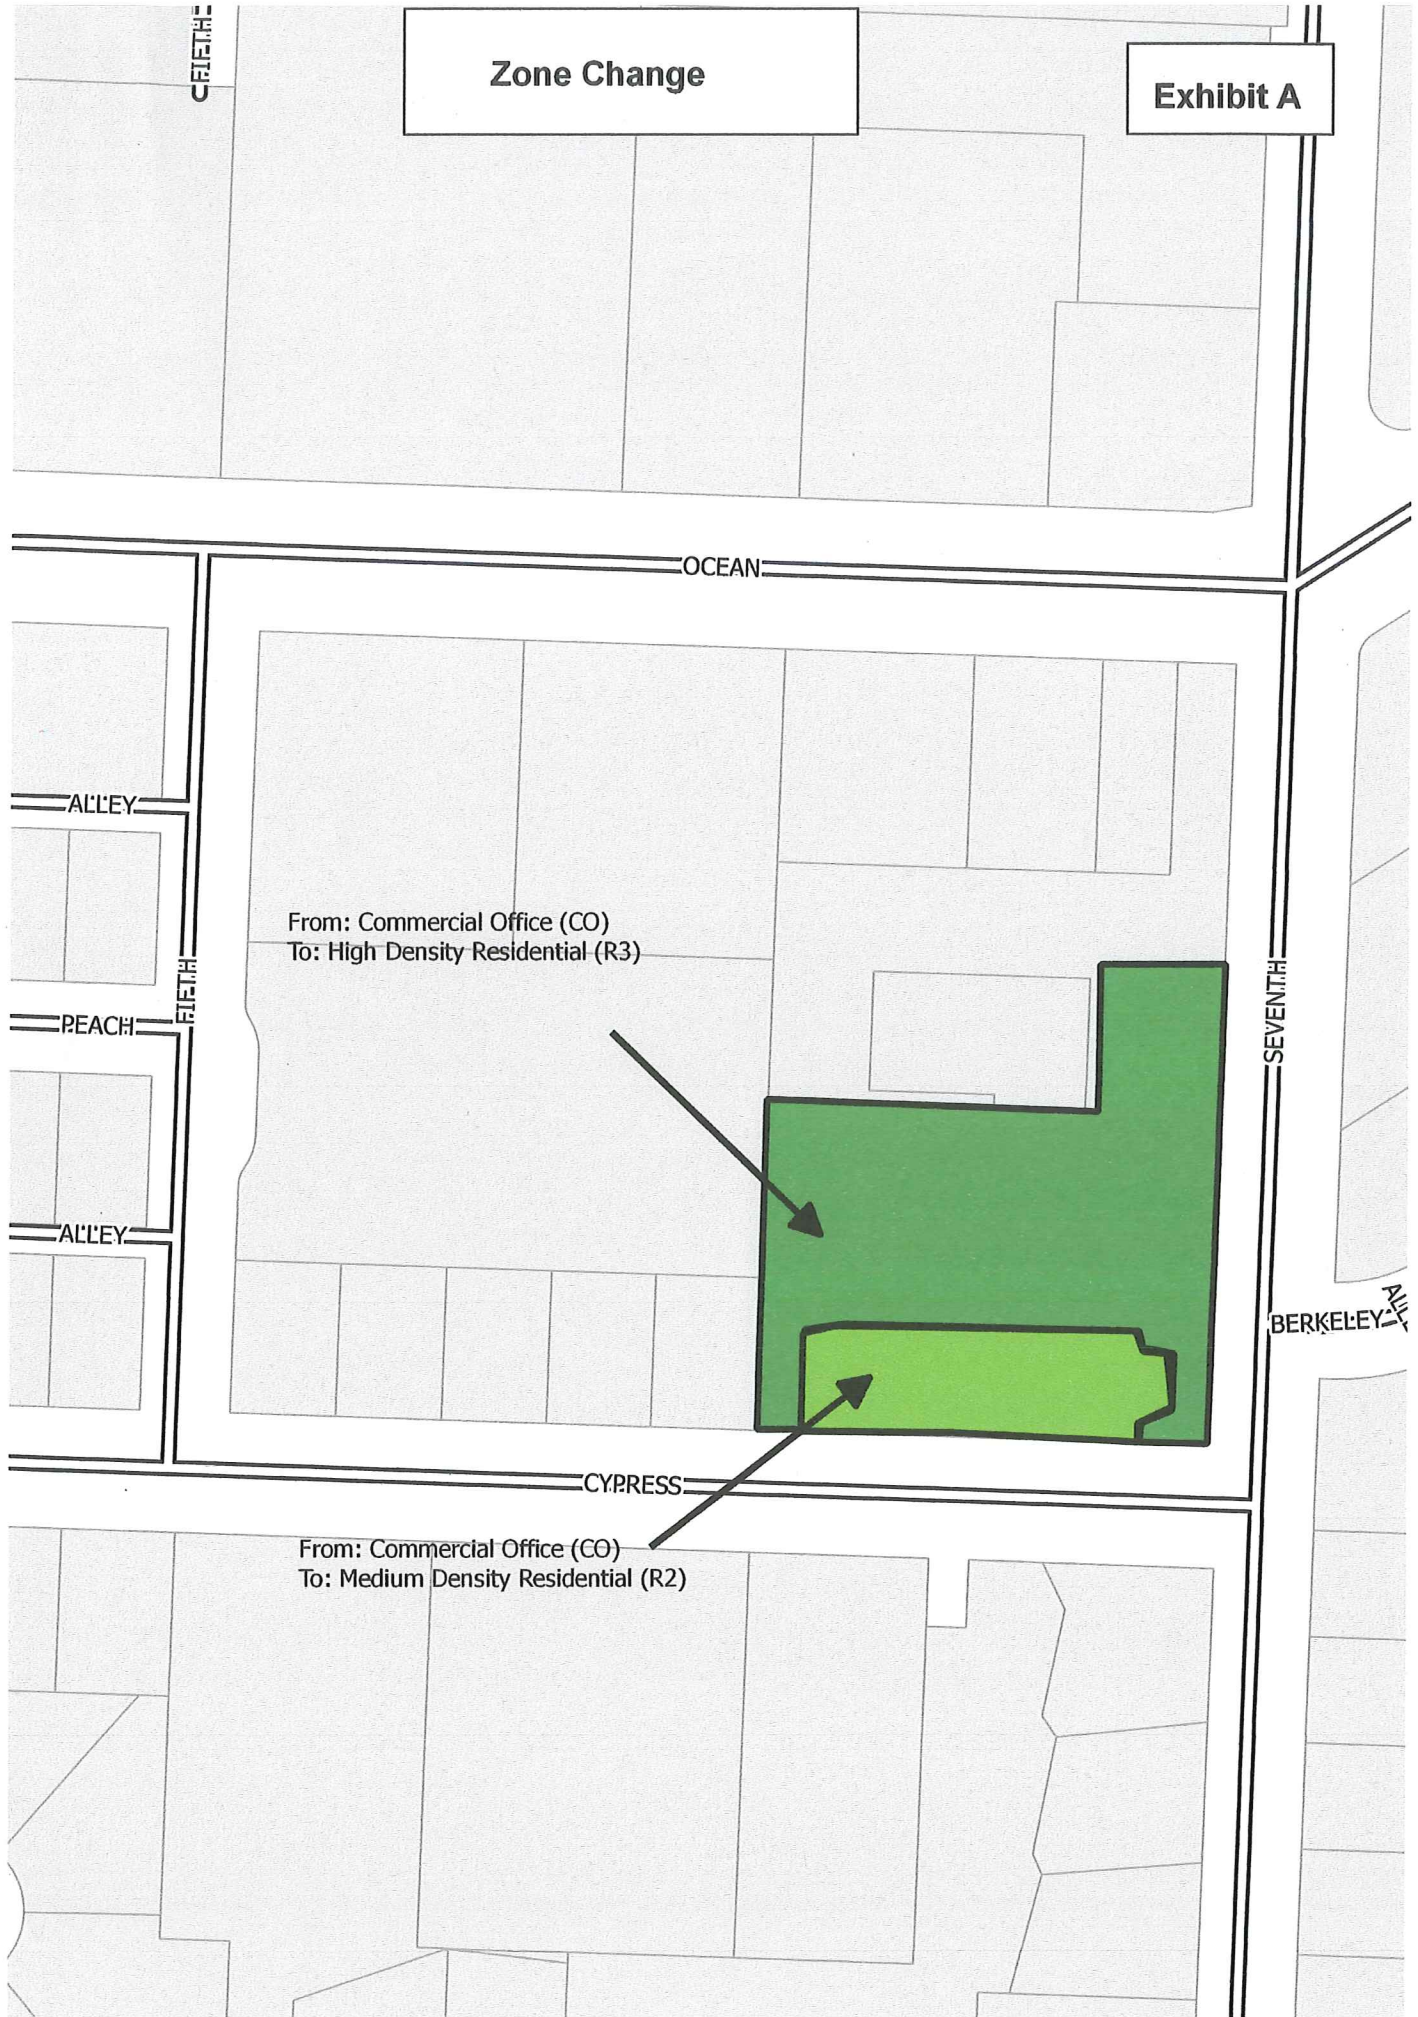 FIFTH
Zone Change
Exhibit A
OCEAN
ALLEY
From: Commercial Office (CO)
To: High Density Residential (R3)
FIFTH
SEVENTH
PEACH
ALLEY
BERKELEY
CYPRESS
From: Commercial Office (CO)
To: Medium Density Residential (R2)